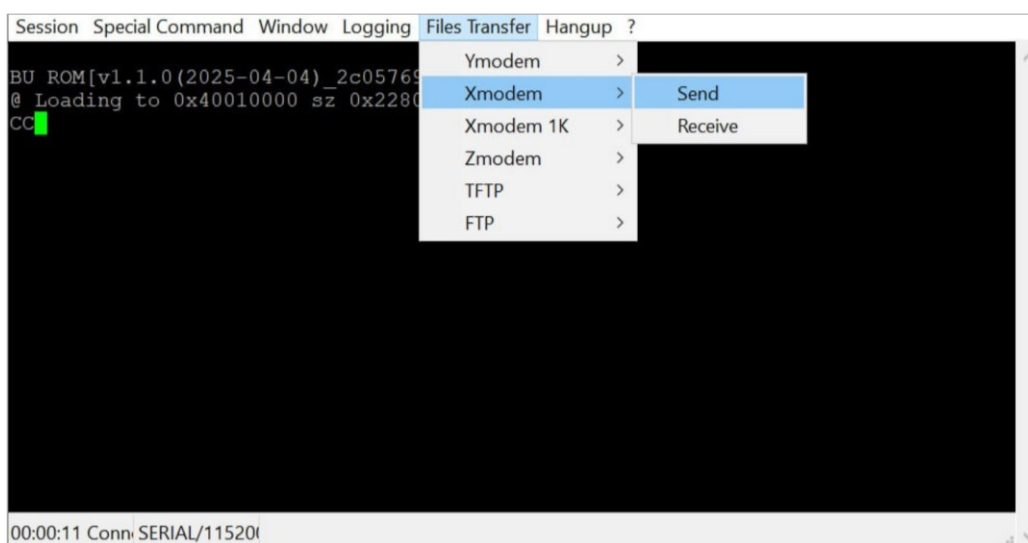 Session Special Command Window Logging Files Transfer Hangup ?
Ymodem >
BU ROM[v1.1.0(2025-04-04)_2c05769
Xmodem > Send
@ Loading to 0x40010000 sz 0x2280
CC
Xmodem 1K > Receive
Zmodem >
TFTP >
FTP >
00:00:11 Conn SERIAL/11520